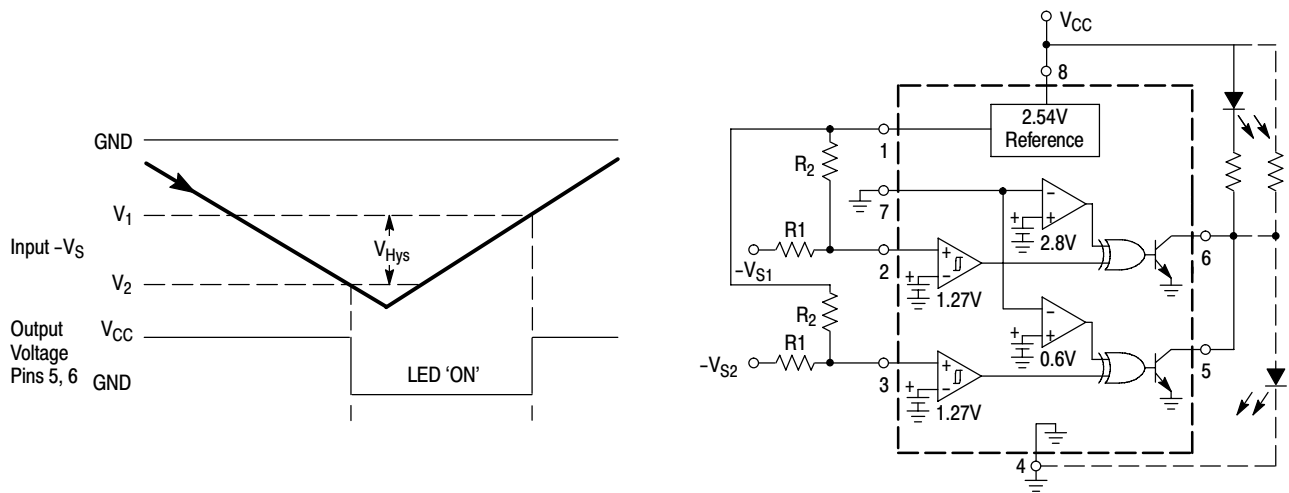 GND
V1
Input –VS
VHys
V2
Output
Voltage
Pins 5, 6
VCC
GND
LED ‘ON’
VCC
8
2.54V
Reference
1
R2
7
R1
–VS1
2
2.8V
6
1.27V
R2
R1
–VS2
3
0.6V
5
1.27V
4